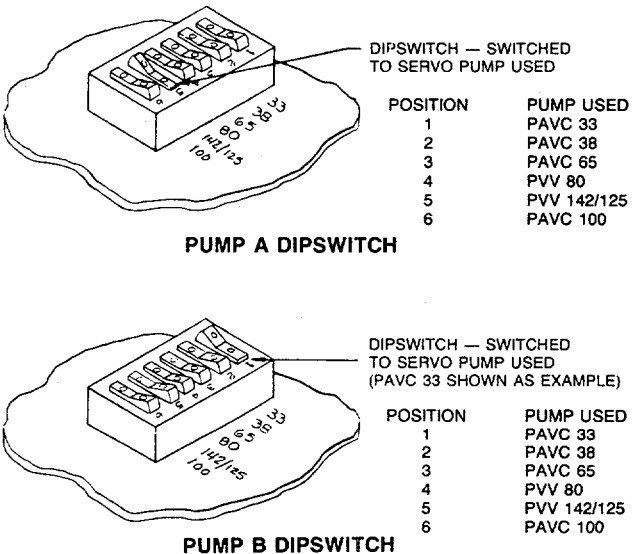 DIPSWITCH — SWITCHED
TO SERVO PUMP USED
POSITION PUMP USED
1 PAVC 33
2 PAVC 38
3 PAVC 65
4 PVV 80
5 PVV 142/125
6 PAVC 100
33
38
65
80
142/125
100
PUMP A DIPSWITCH
DIPSWITCH — SWITCHED
TO SERVO PUMP USED
(PAVC 33 SHOWN AS EXAMPLE)
POSITION PUMP USED
1 PAVC 33
2 PAVC 38
3 PAVC 65
4 PVV 80
5 PVV 142/125
6 PAVC 100
33
38
65
80
142/125
100
PUMP B DIPSWITCH